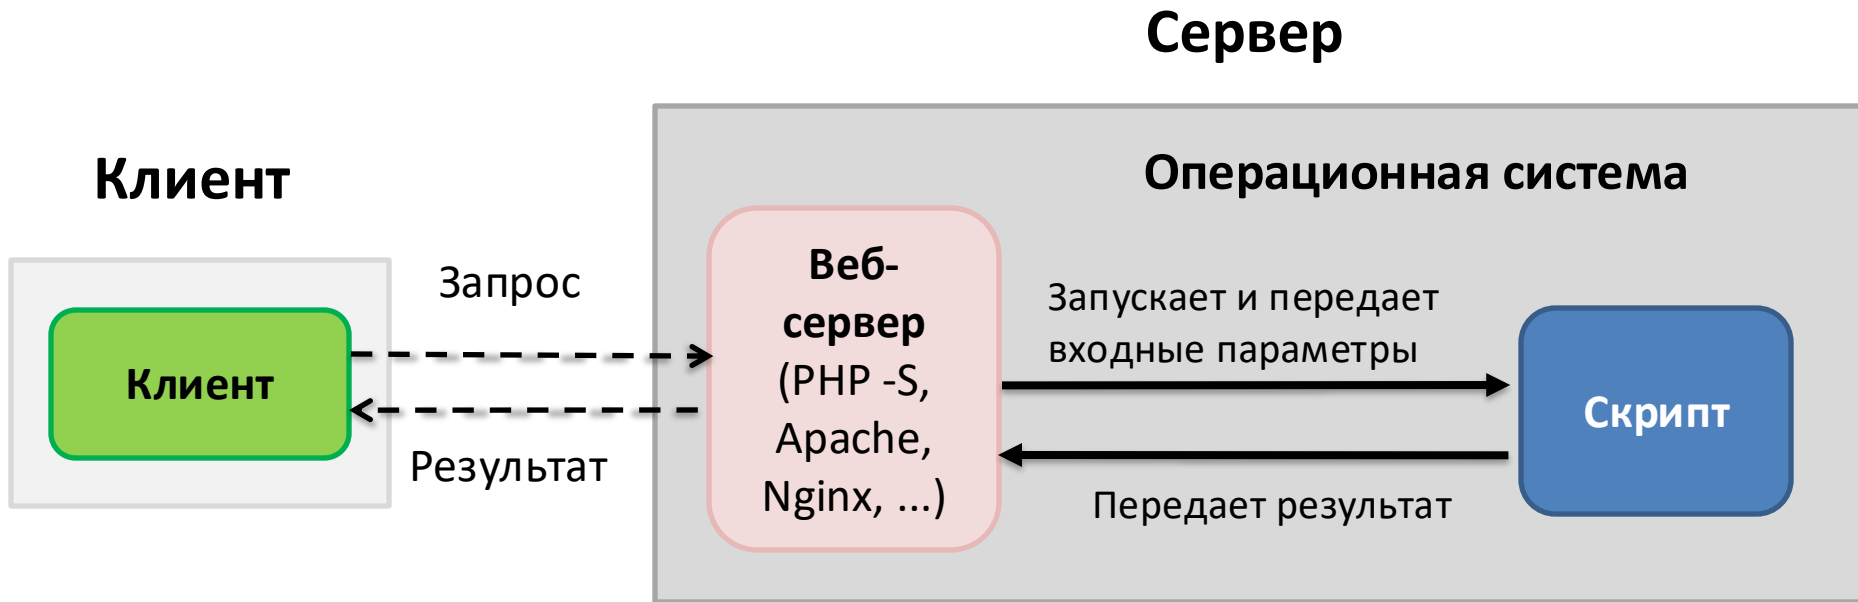 Сервер
Клиент
Операционная система
Клиент
Запрос
Результат
Веб-
сервер
(PHP -S,
Apache,
Nginx, ...)
Запускает и передает
входные параметры
Передает результат
Скрипт